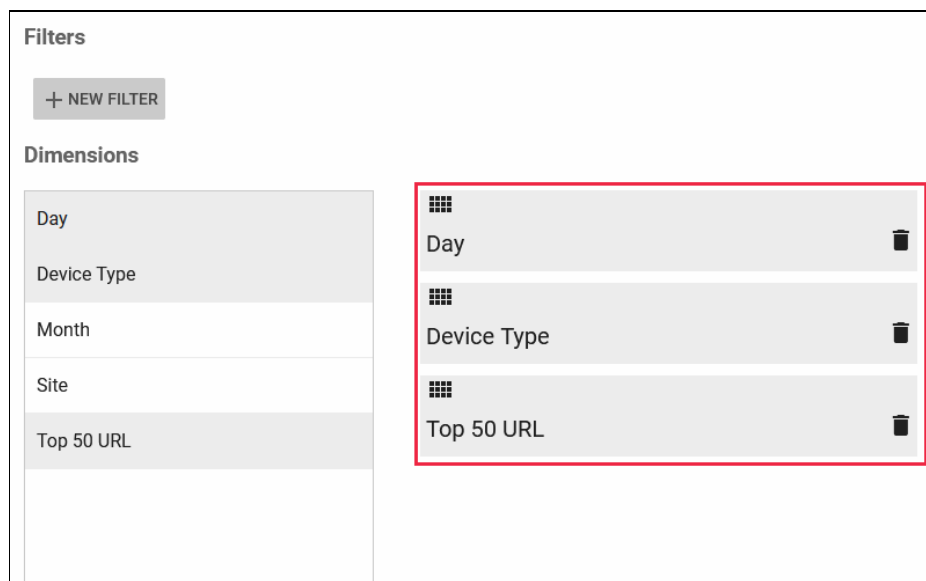 Filters
NEW FILTER
Dimensions
Day
Device Type
Month
Site
Top 50 URL
Day
Device Type
Top 50 URL